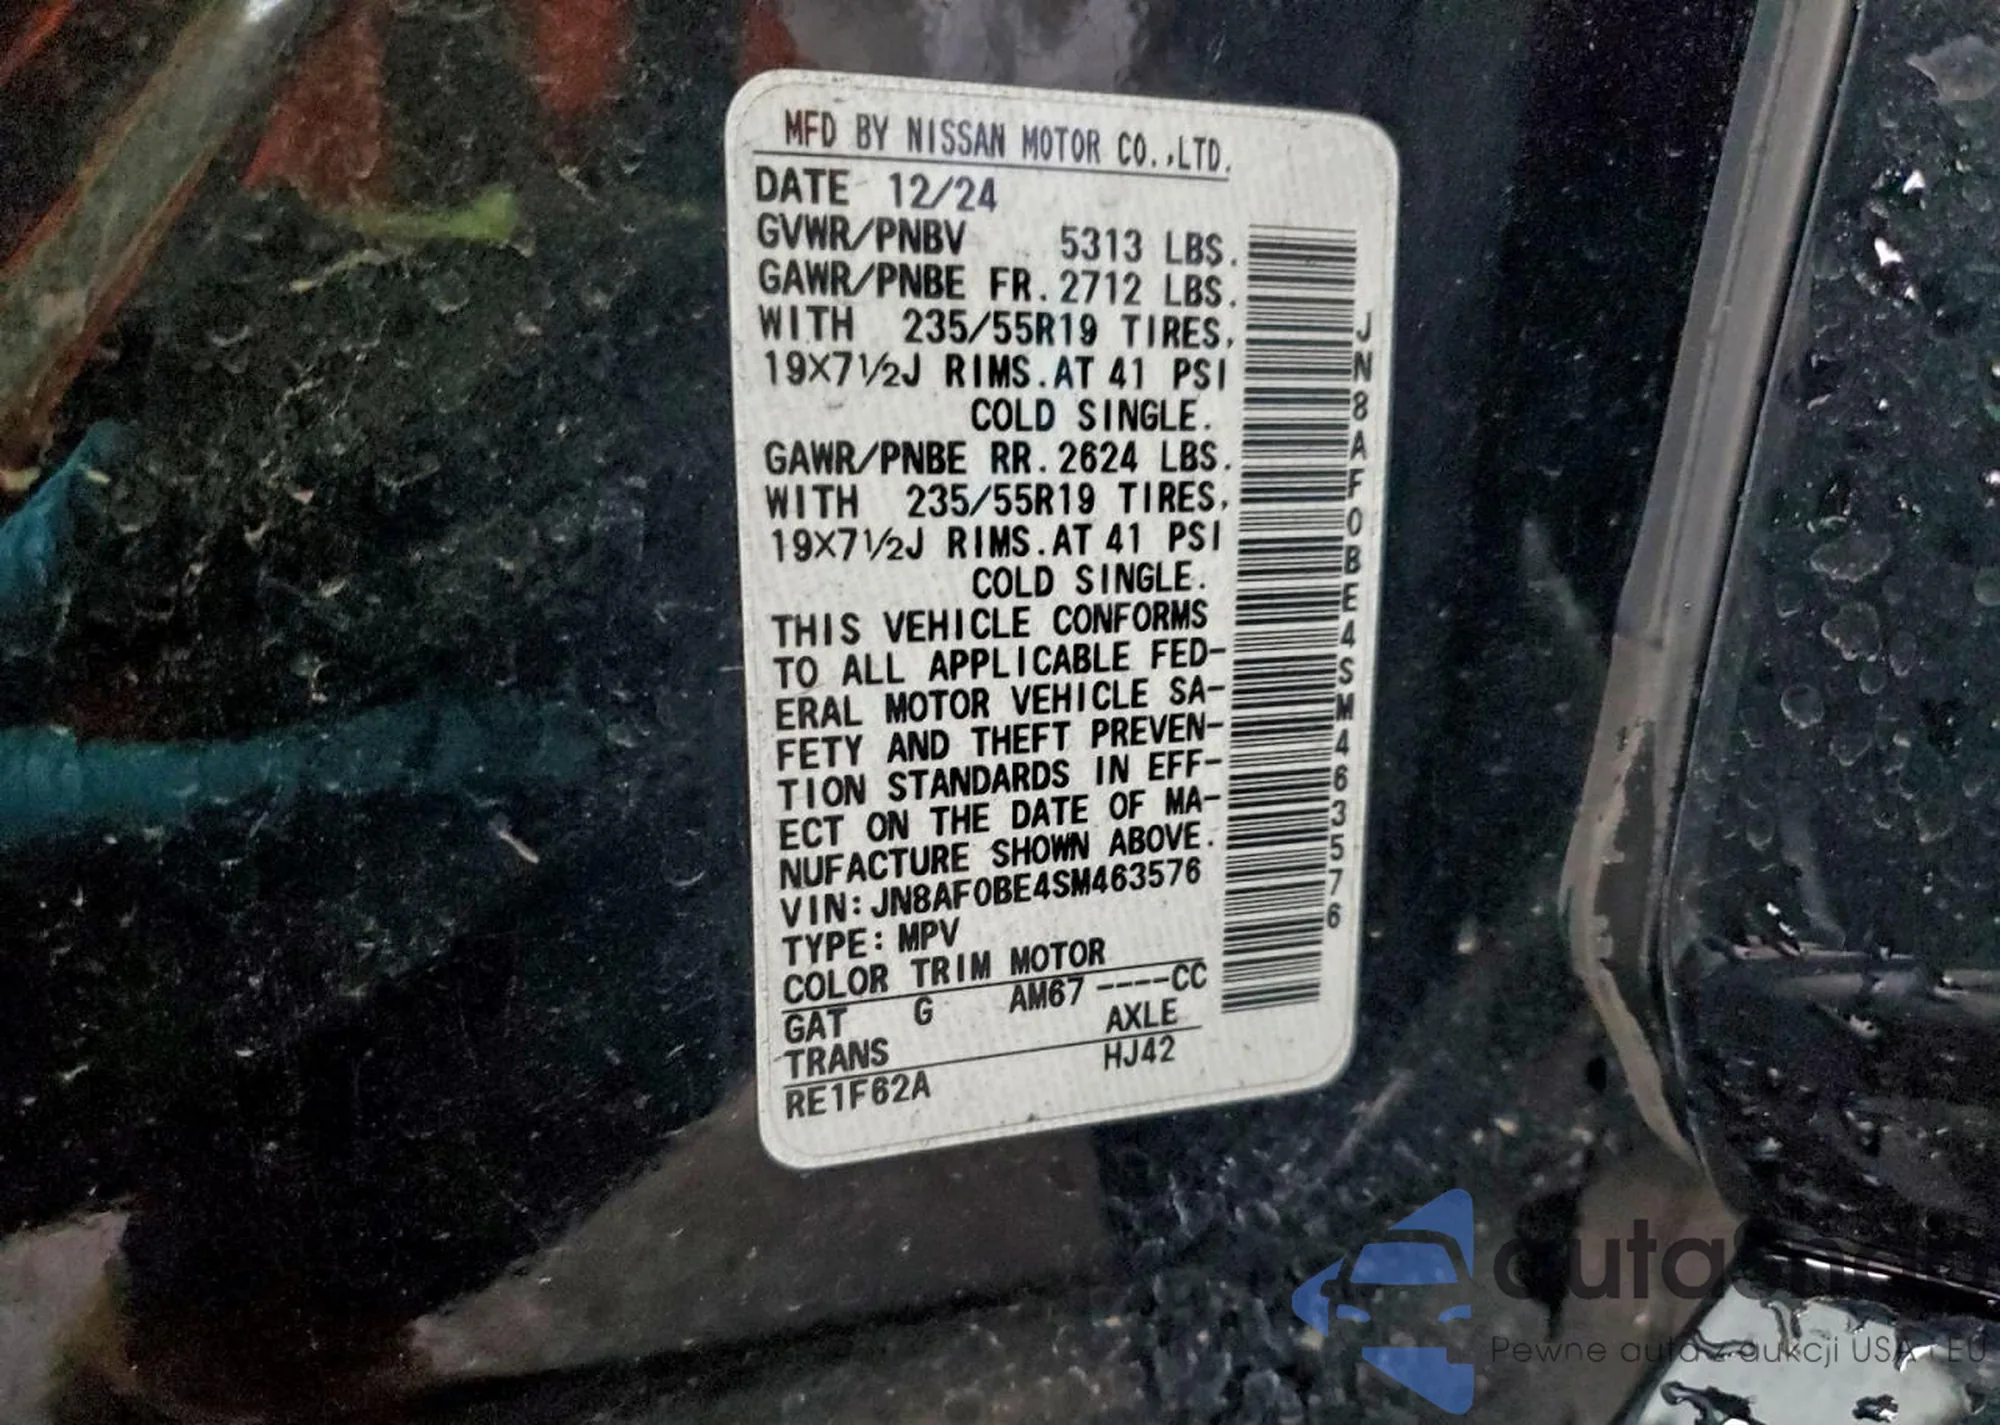 MFD BY NISSAN MOTOR CO.,LTD.
DATE 12/24
GVWR/PNBV 5313 LBS.
GAWR/PNBE FR. 2712 LBS.
WITH 235/55R19 TIRES,
19X7½J RIMS.AT 41 PSI
COLD SINGLE.
GAWR/PNBE RR. 2624 LBS.
WITH 235/55R19 TIRES,
19X7½J RIMS.AT 41 PSI
COLD SINGLE.
THIS VEHICLE CONFORMS
TO ALL APPLICABLE FED-
ERAL MOTOR VEHICLE SA-
FETY AND THEFT PREVEN-
TION STANDARDS IN EFF-
ECT ON THE DATE OF MA-
NUFACTURE SHOWN ABOVE.
VIN: JN8AF0BE4SM463576
TYPE: MPV
COLOR TRIM MOTOR
GAT G AM67 ----CC
TRANS AXLE
RE1F62A HJ42
JN8AF0BE4SM463576
Pewne auta z aukcji USA i EU